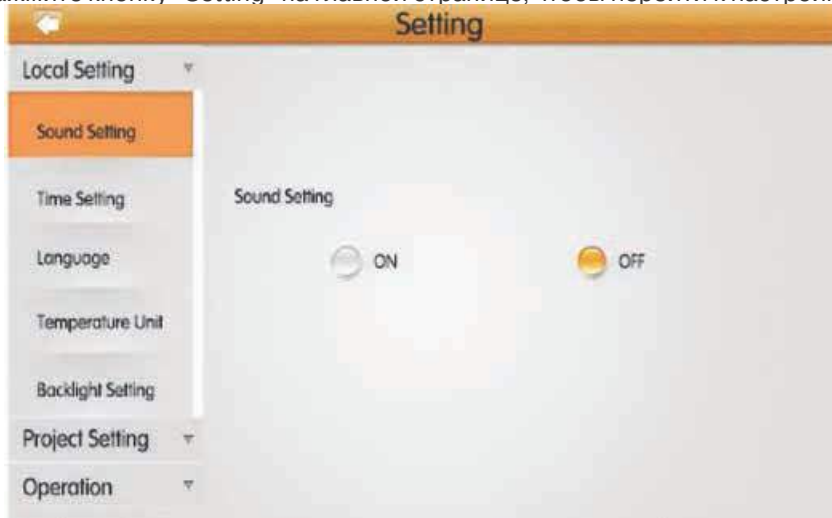 Setting
Local Setting
Sound Setting
Time Setting
Sound Setting
ON OFF
Language
Temperature Unit
Backlight Setting
Project Setting
Operation